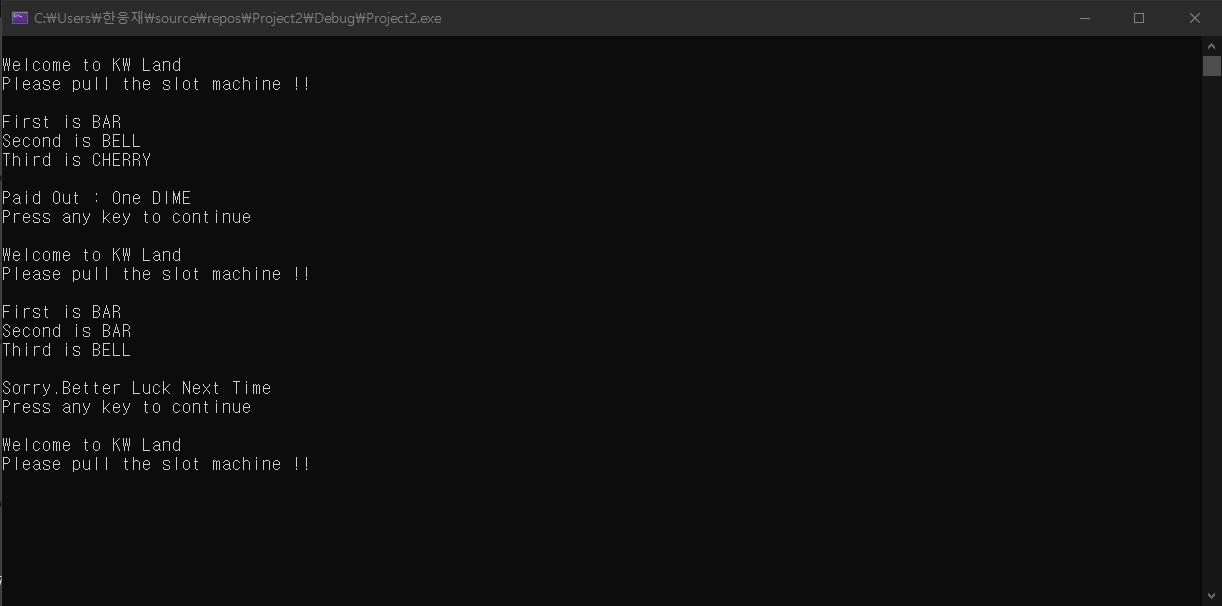 C:₩Users₩한웅재₩source₩repos₩Project2₩Debug₩Project2.exe
Welcome to KW Land
Please pull the slot machine !!
First is BAR
Second is BELL
Third is CHERRY
Paid Out : One DIME
Press any key to continue
Welcome to KW Land
Please pull the slot machine !!
First is BAR
Second is BAR
Third is BELL
Sorry.Better Luck Next Time
Press any key to continue
Welcome to KW Land
Please pull the slot machine !!